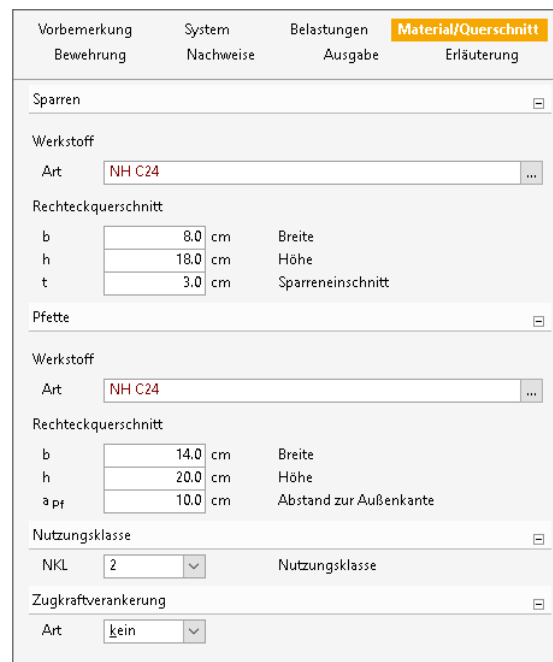 Vorbemerkung System Belastungen Material/Querschnitt
Bewehrung Nachweise Ausgabe Erläuterung
Sparren
Werkstoff
Art NH C24 ...
Rechteckquerschnitt
b 8.0 cm Breite
h 18.0 cm Höhe
t 3.0 cm Sparreneinschnitt
Pfette
Werkstoff
Art NH C24 ...
Rechteckquerschnitt
b 14.0 cm Breite
h 20.0 cm Höhe
a Pf 10.0 cm Abstand zur Außenkante
Nutzungsklasse
NKL 2 Nutzungsklasse
Zugkraftverankerung
Art kein